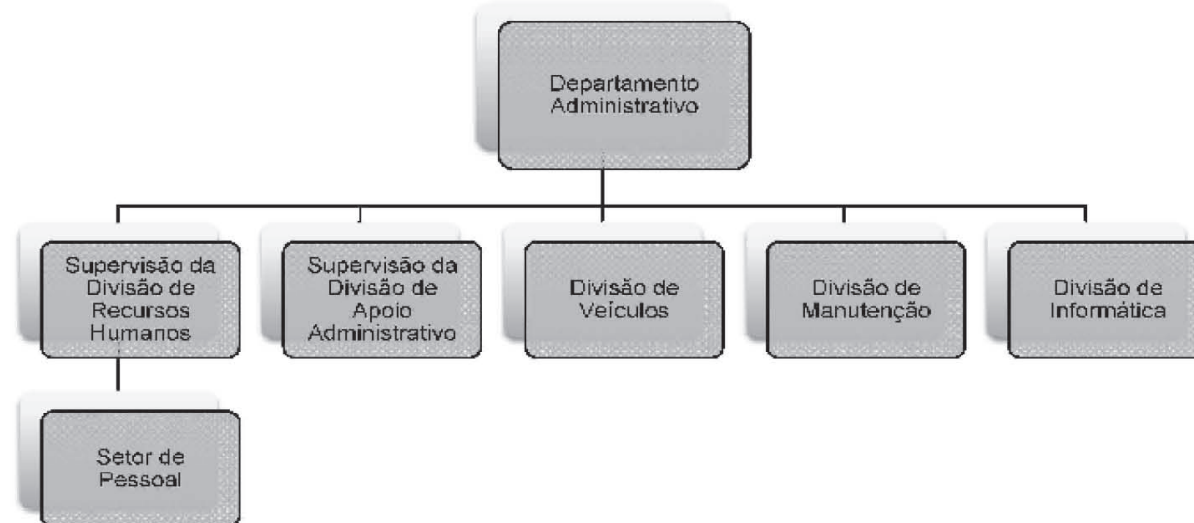 Departamento
Administrativo
Supervisão da
Divisão de
Recursos
Humanos
Supervisão da
Divisão de
Apoio
Administrativo
Divisão de
Veículos
Divisão de
Manutenção
Divisão de
Informática
Setor de
Pessoal